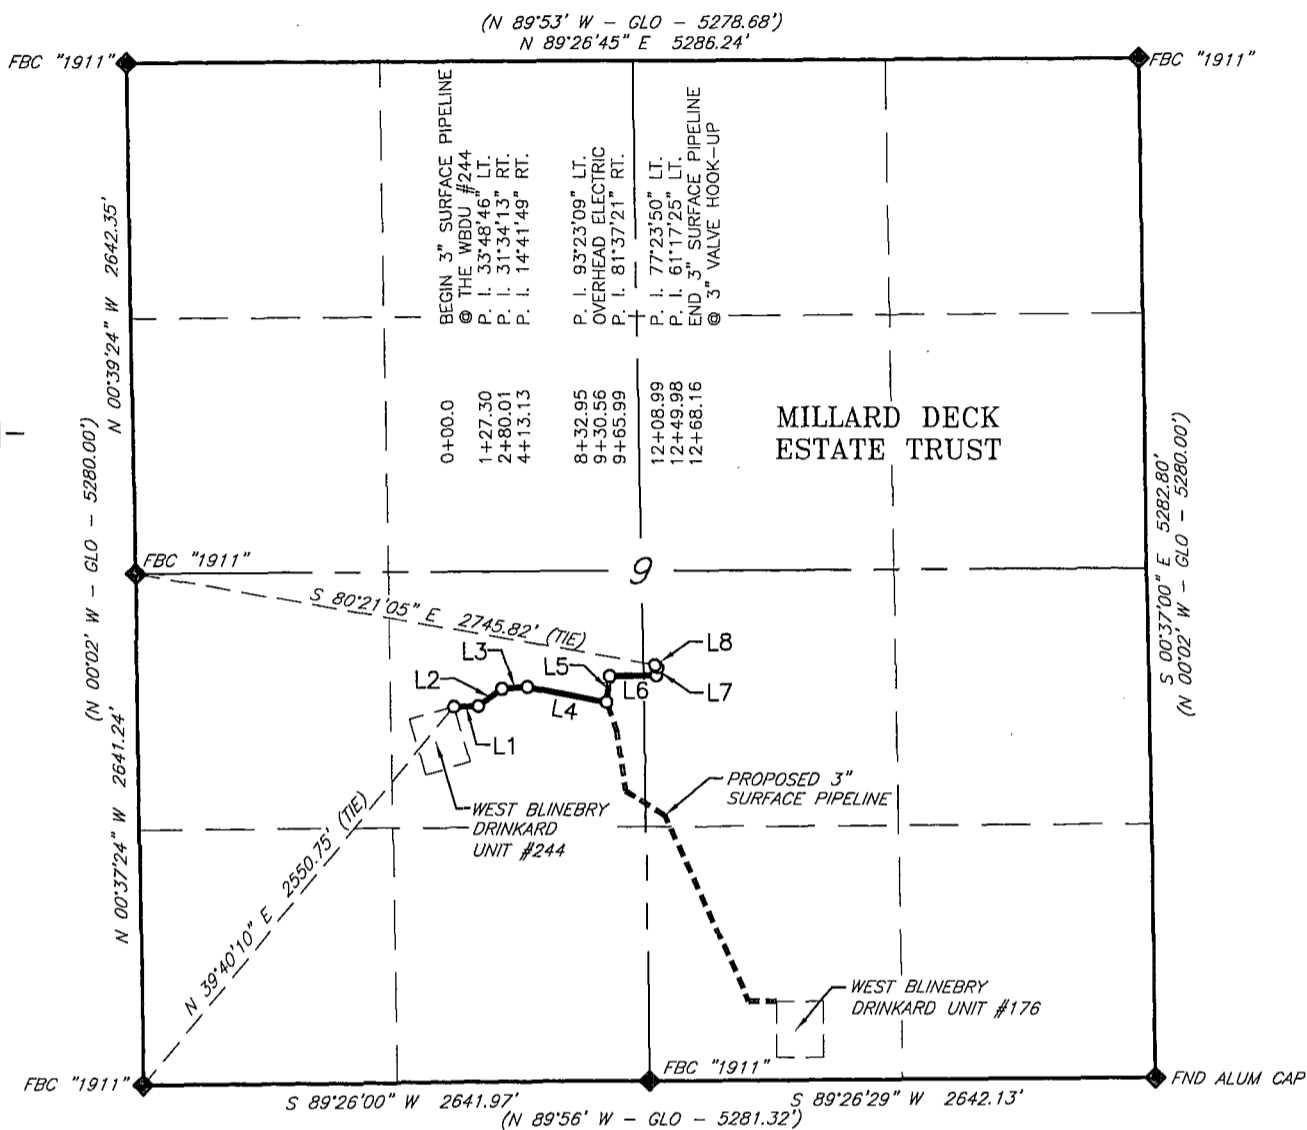 (N 89°53' W – GLO – 5278.68')
N 89°26'45" E 5286.24'
FBC "1911"
FBC "1911"
BEGIN 3" SURFACE PIPELINE
@ THE WBDU #244
P. I. 33°48'46" LT.
P. I. 31°34'13" RT.
P. I. 14°41'49" RT.
P. I. 93°23'09" LT.
OVERHEAD ELECTRIC
P. I. 81°37'21" RT.
P. I. 77°23'50" LT.
P. I. 61°17'25" LT.
END 3" SURFACE PIPELINE
@ 3" VALVE HOOK-UP
0+00.0
1+27.30
2+80.01
4+13.13
8+32.95
9+30.56
9+65.99
12+08.99
12+49.98
12+68.16
N 00°39'24" W 2642.35'
(N 00°02' W – GLO – 5280.00')
N 00°37'24" W 2641.24'
MILLARD DECK
ESTATE TRUST
S 00°37'00" E 5282.80'
(N 00°02' W – GLO – 5280.00')
FBC "1911"
9
S 80°21'05" E 2745.82' (TIE)
L8
L3
L5
L2
L6
L7
L4
L1
PROPOSED 3"
SURFACE PIPELINE
WEST BLINEBRY
DRINKARD
UNIT #244
N 39°40'10" E 2550.75' (TIE)
WEST BLINEBRY
DRINKARD UNIT #176
FBC "1911"
FBC "1911"
FND ALUM CAP
S 89°26'00" W 2641.97'
S 89°26'29" W 2642.13'
(N 89°56' W – GLO – 5281.32')